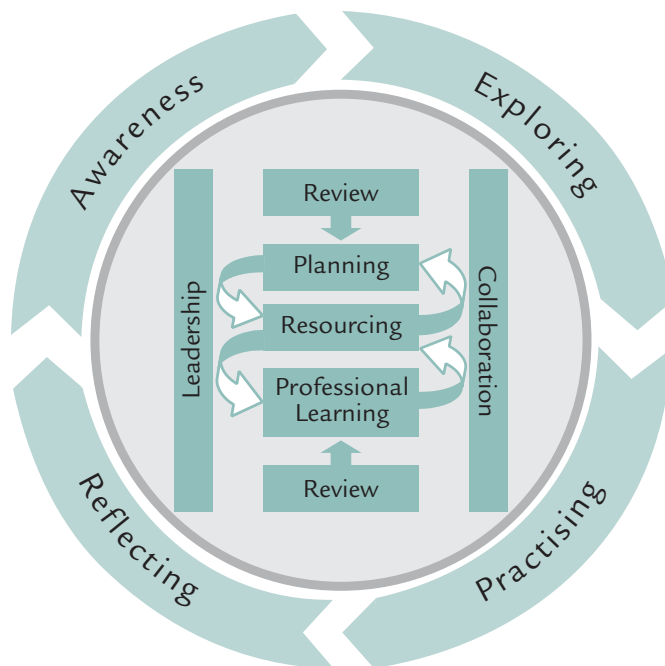 Awareness
Exploring
Review
Planning
Resourcing
Professional
Learning
Review
Leadership
Collaboration
Reflecting
Practising